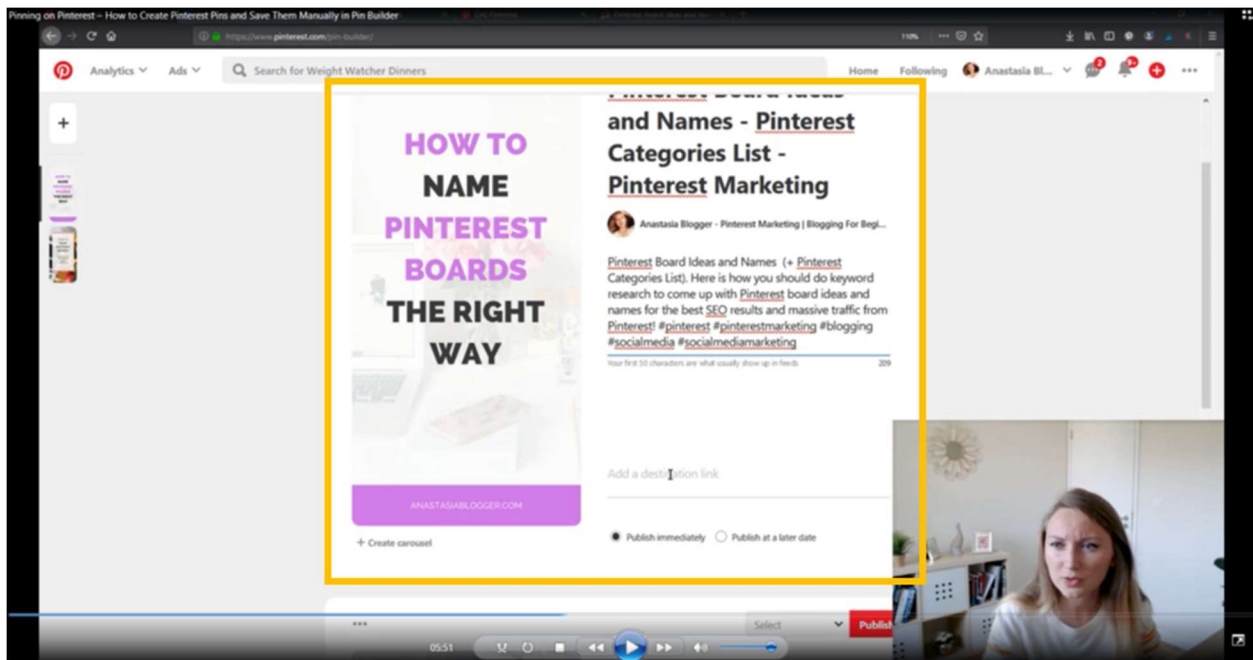 Pinning on Pinterest – How to Create Pinterest Pins and Save Them Manually in Pin Builder
https://www.pinterest.com/pin-builder/
110%
Analytics
Ads
Search for Weight Watcher Dinners
Home
Following
Anastasia Bl...
2
9+
HOW TO
NAME
PINTEREST
BOARDS
THE RIGHT
WAY
ANASTASIABLOGGER.COM
+ Create carousel
Pinterest Board Ideas
and Names - Pinterest
Categories List -
Pinterest Marketing
Anastasia Blogger - Pinterest Marketing | Blogging For Begi...
Pinterest Board Ideas and Names (+ Pinterest
Categories List). Here is how you should do keyword
research to come up with Pinterest board ideas and
names for the best SEO results and massive traffic from
Pinterest! #pinterest #pinterestmarketing #blogging
#socialmedia #socialmediamarketing
Your first 50 characters are what usually show up in feeds
209
Add a destination link
Publish immediately
Publish at a later date
Select
Publish
05:51